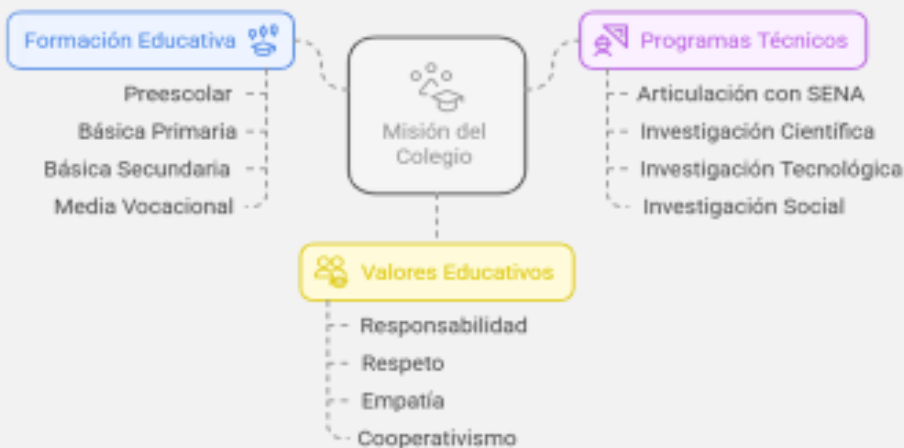 Formación Educativa
Preescolar
Básica Primaria
Básica Secundaria
Media Vocacional
Misión del
Colegio
Programas Técnicos
Articulación con SENA
Investigación Científica
Investigación Tecnológica
Investigación Social
Valores Educativos
Responsabilidad
Respeto
Empatía
Cooperativismo